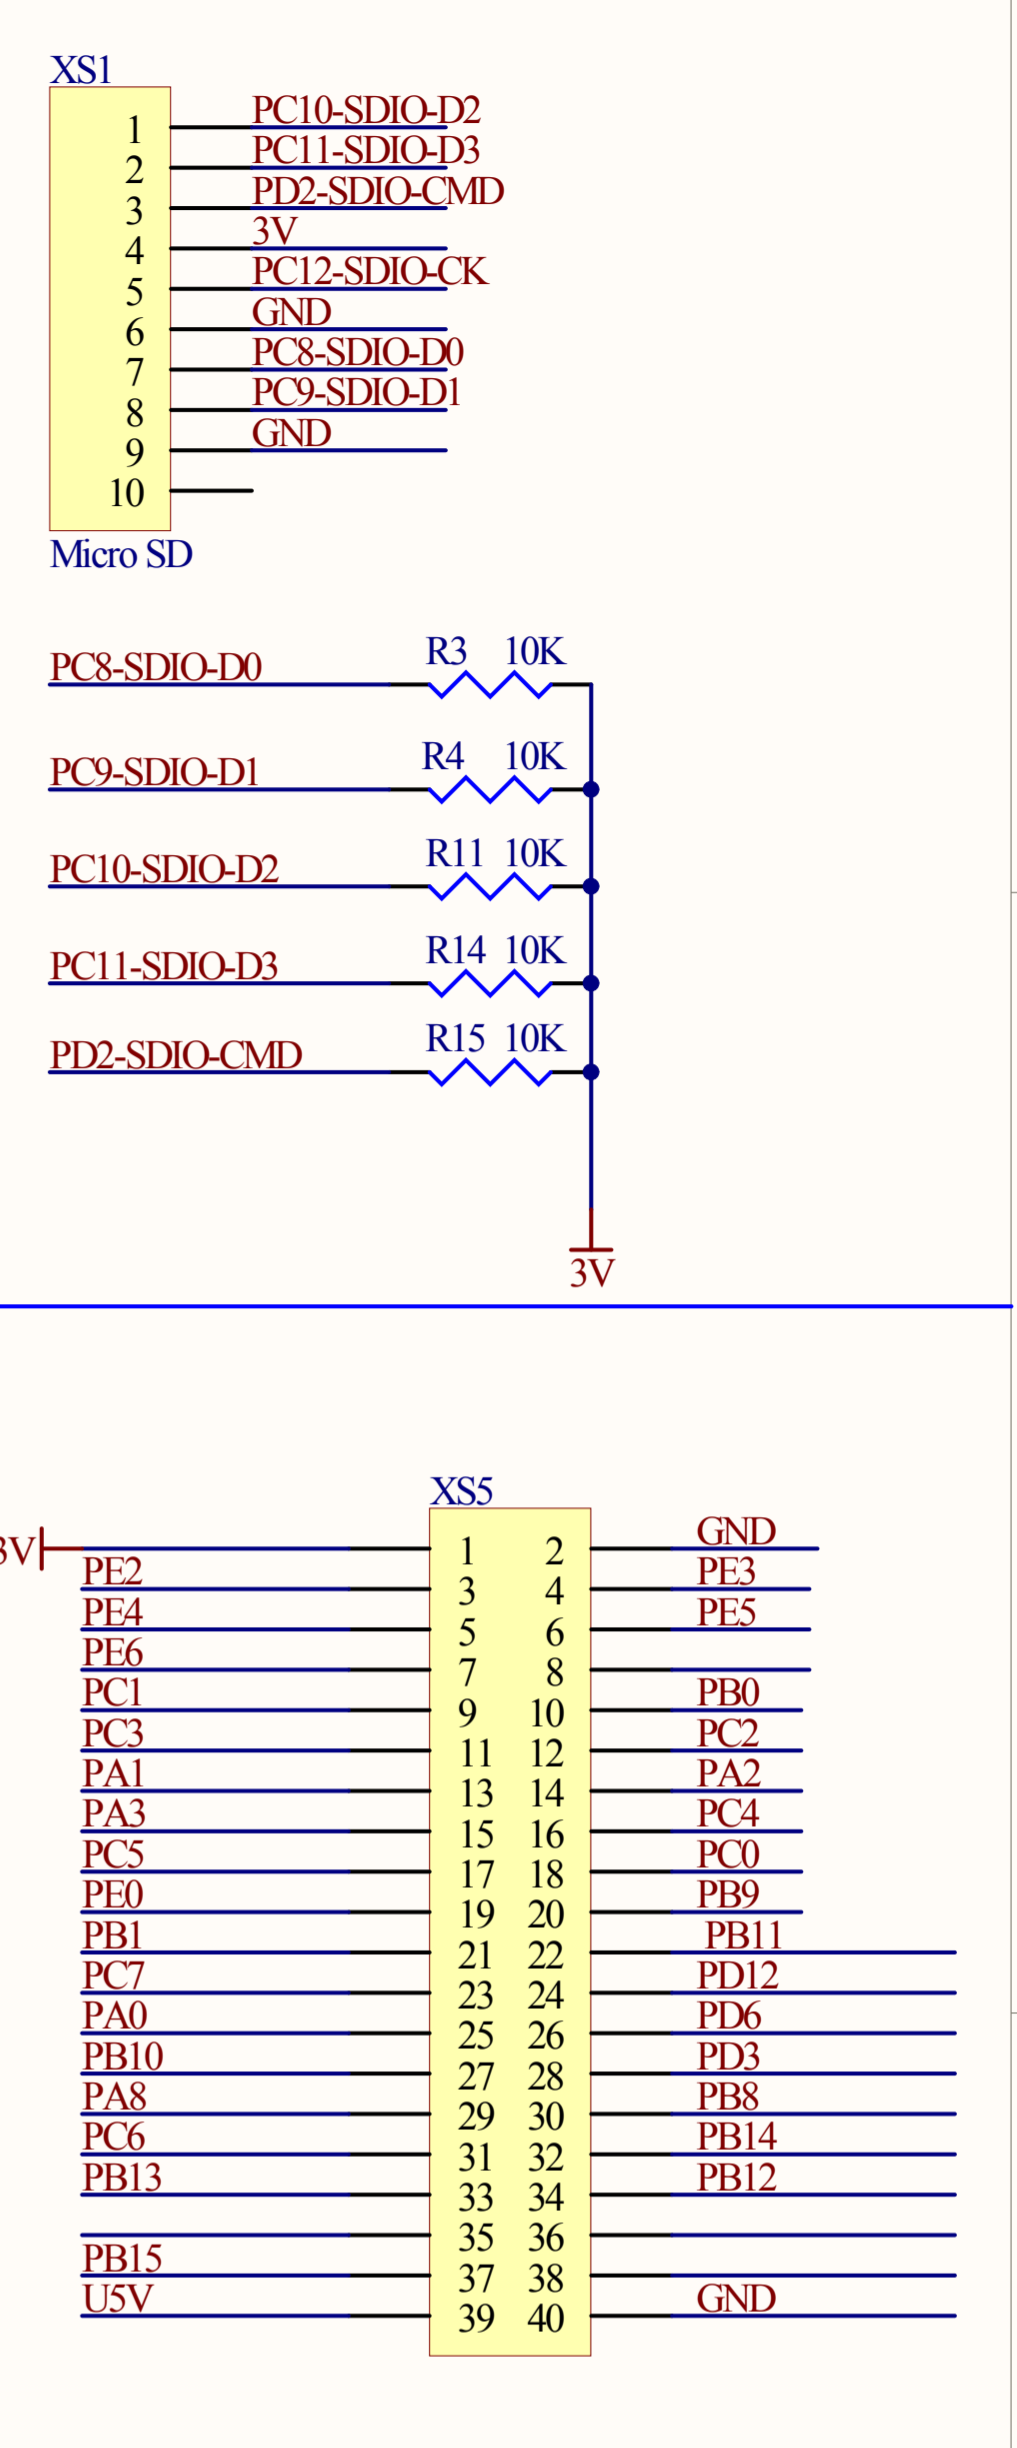 XS1
1 PC10-SDIO-D2
2 PC11-SDIO-D3
3 PD2-SDIO-CMD
4 3V
5 PC12-SDIO-CK
6 GND
7 PC8-SDIO-D0
8 PC9-SDIO-D1
9 GND
10
Micro SD
PC8-SDIO-D0 R3 10K
PC9-SDIO-D1 R4 10K
PC10-SDIO-D2 R11 10K
PC11-SDIO-D3 R14 10K
PD2-SDIO-CMD R15 10K
3V
XS5
3V 1 2 GND
PE2 3 4 PE3
PE4 5 6 PE5
PE6 7 8
PC1 9 10 PB0
PC3 11 12 PC2
PA1 13 14 PA2
PA3 15 16 PC4
PC5 17 18 PC0
PE0 19 20 PB9
PB1 21 22 PB11
PC7 23 24 PD12
PA0 25 26 PD6
PB10 27 28 PD3
PA8 29 30 PB8
PC6 31 32 PB14
PB13 33 34 PB12
35 36
PB15 37 38
U5V 39 40 GND